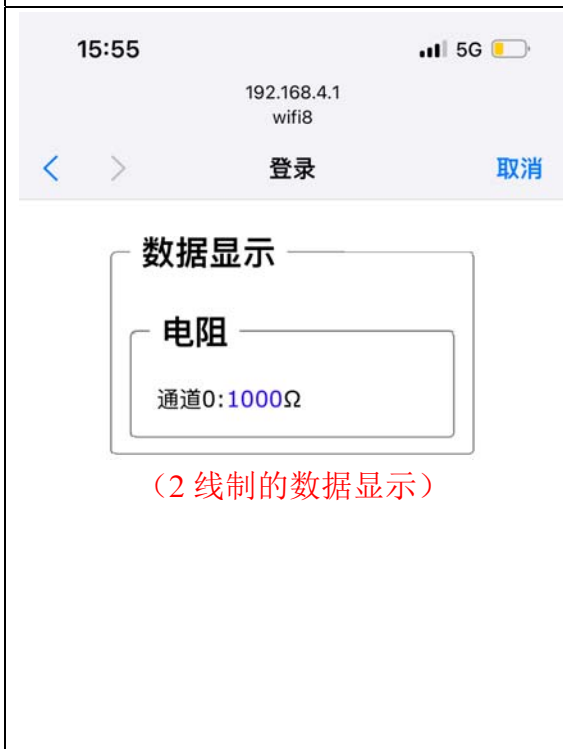 15:55 5G
192.168.4.1
wifi8
< > 登录 取消
数据显示
电阻
通道0:1000Ω
（2 线制的数据显示）